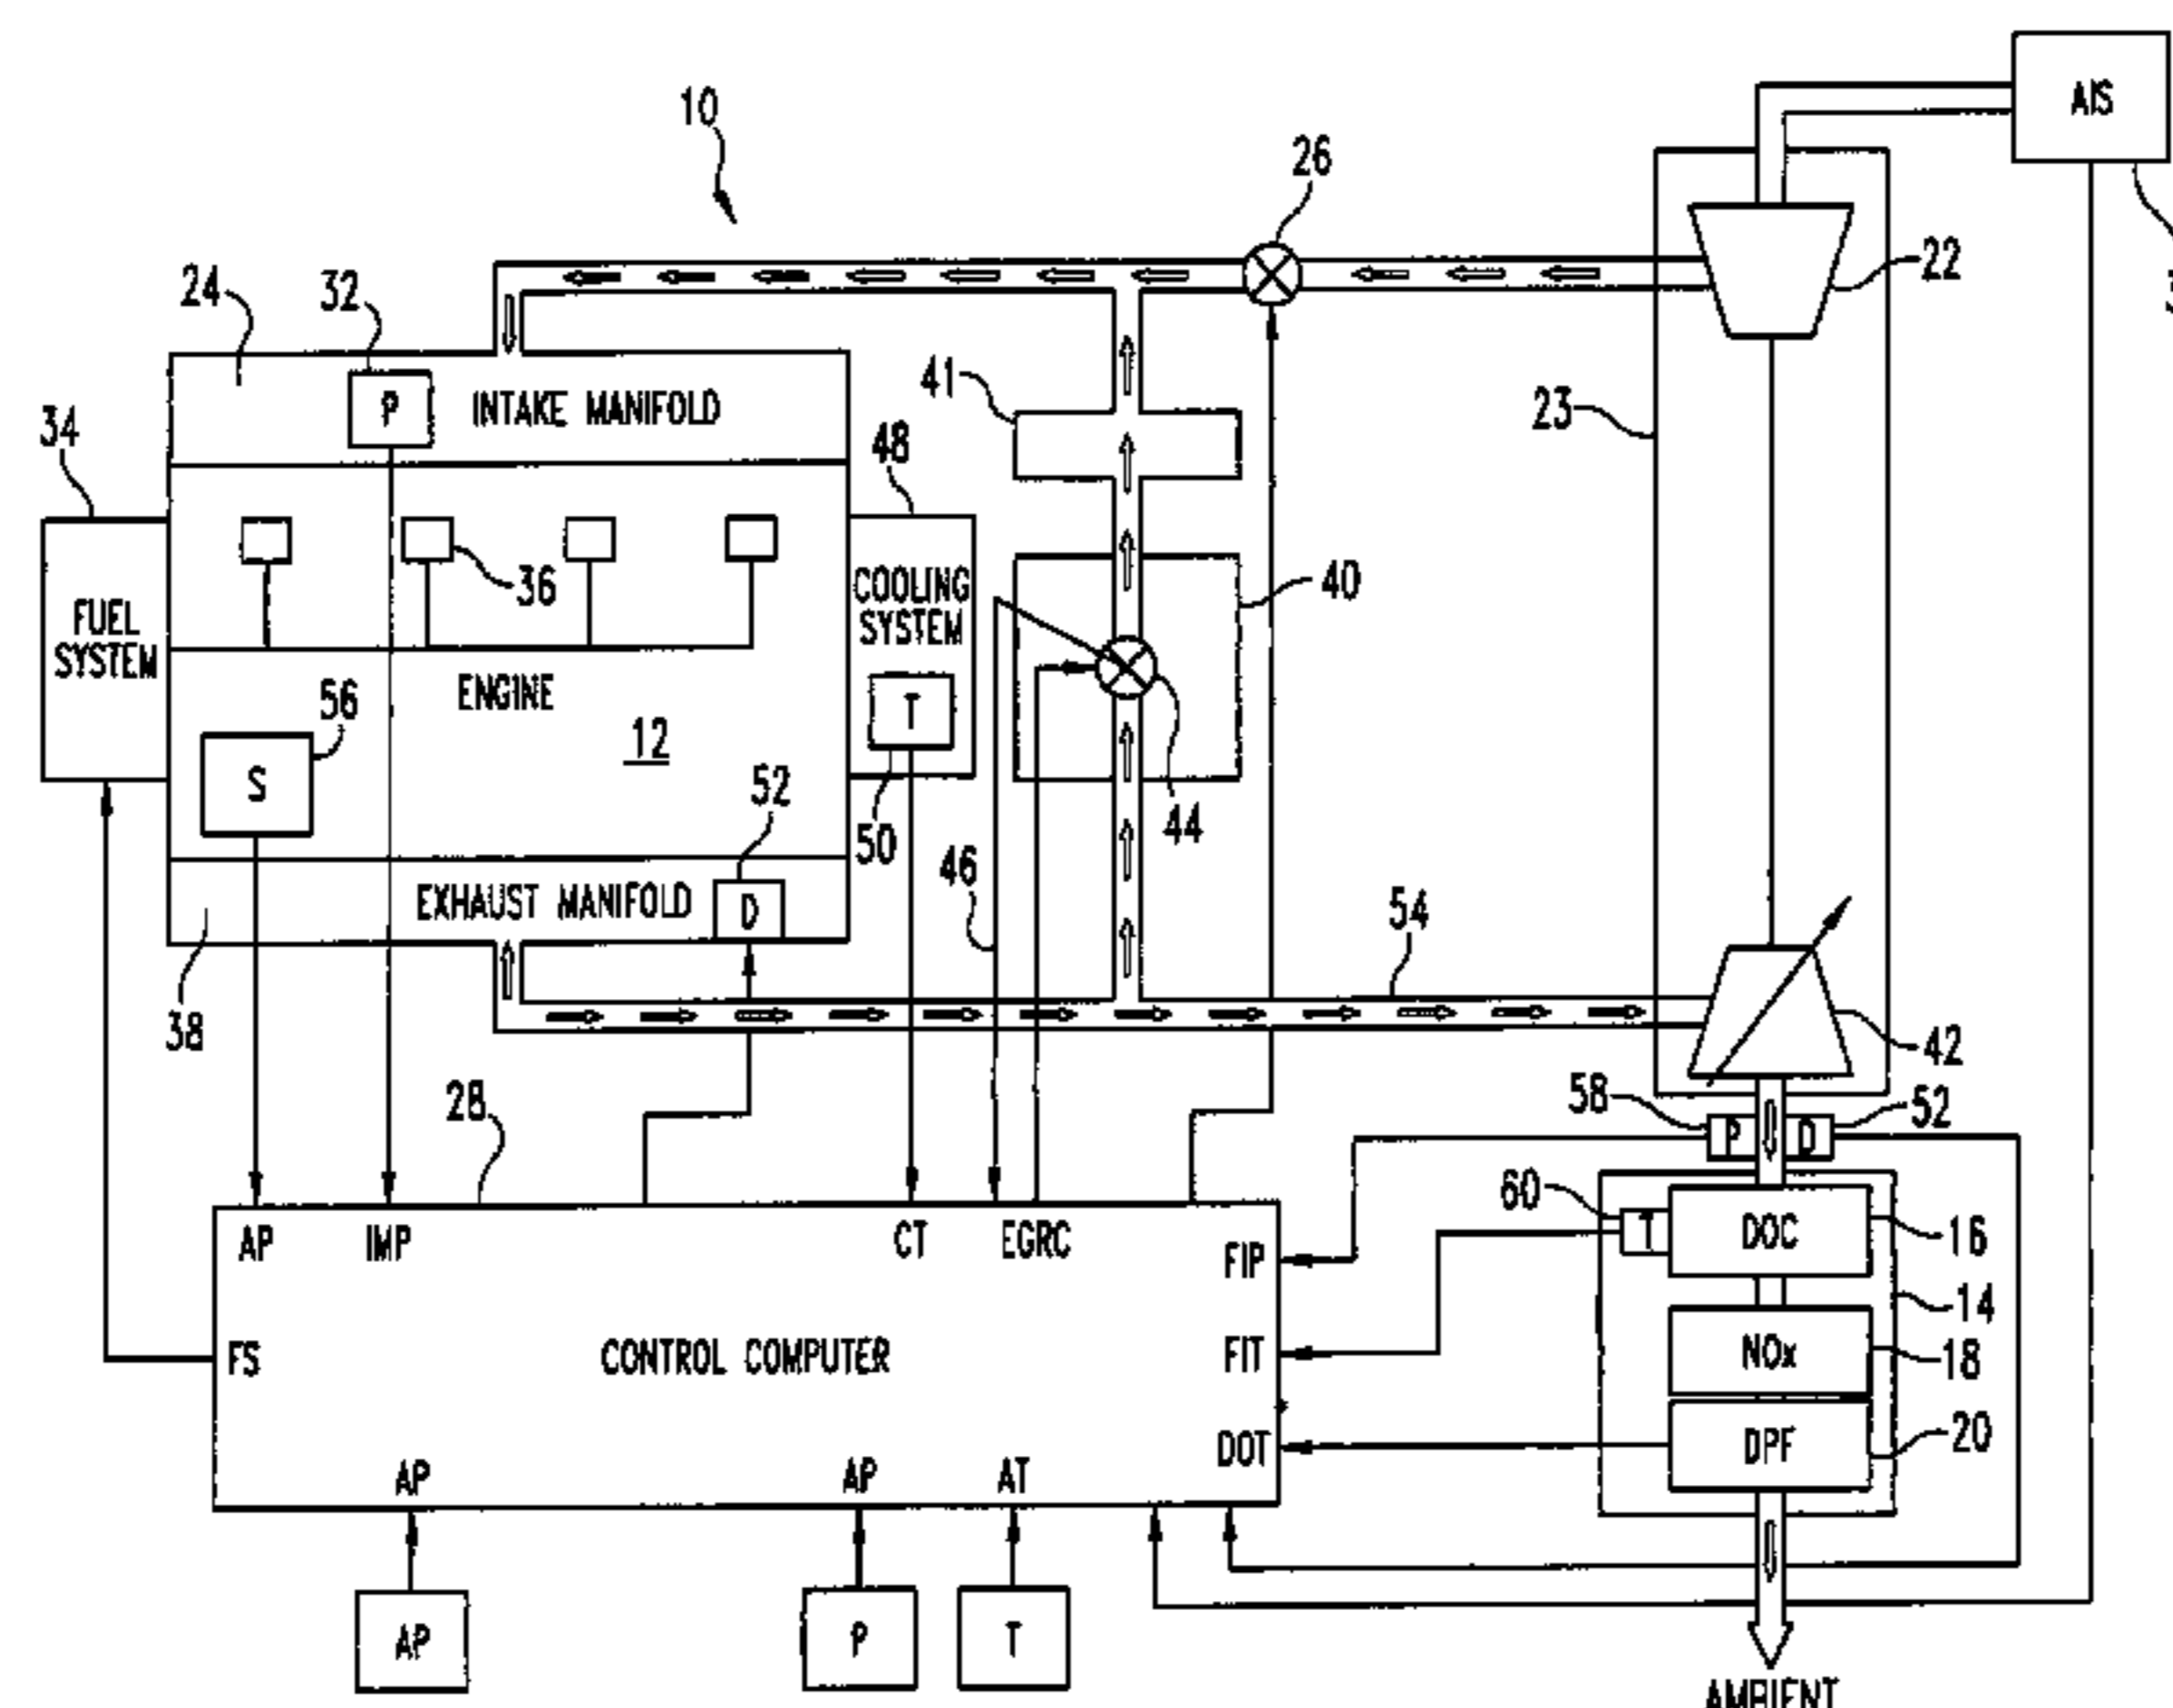 AIS
10
26
22
24
32
P
INTAKE MANIFOLD
41
23
34
48
36
40
FUEL
SYSTEM
COOLING
SYSTEM
ENGINE
56
T
12
S
52
50
44
46
EXHAUST MANIFOLD
D
54
38
42
28
58
P
D
52
60
T
DOC
16
AP
IMP
CT
EGRC
FIP
14
FS
CONTROL COMPUTER
FIT
NOx
18
DOT
DPF
20
AP
AP
AT
AP
P
T
AMBIENT